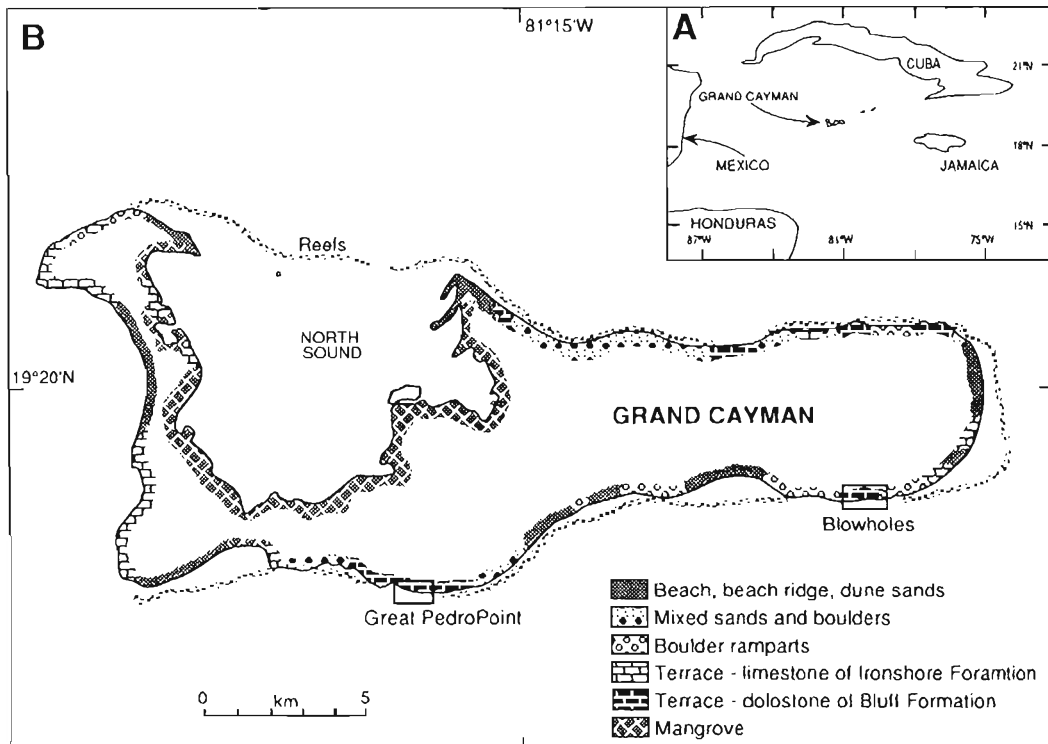 B
81°15'W
A
CUBA
21°N
GRAND CAYMAN
18°N
MEXICO
JAMAICA
HONDURAS
15°N
87°W
81°W
75°W
Reefs
NORTH
SOUND
19°20'N
GRAND CAYMAN
Blowholes
Great PedroPoint
Beach, beach ridge, dune sands
Mixed sands and boulders
Boulder ramparts
Terrace - limestone of Ironshore Foramtion
Terrace - dolostone of Bluff Formation
Mangrove
0 km 5